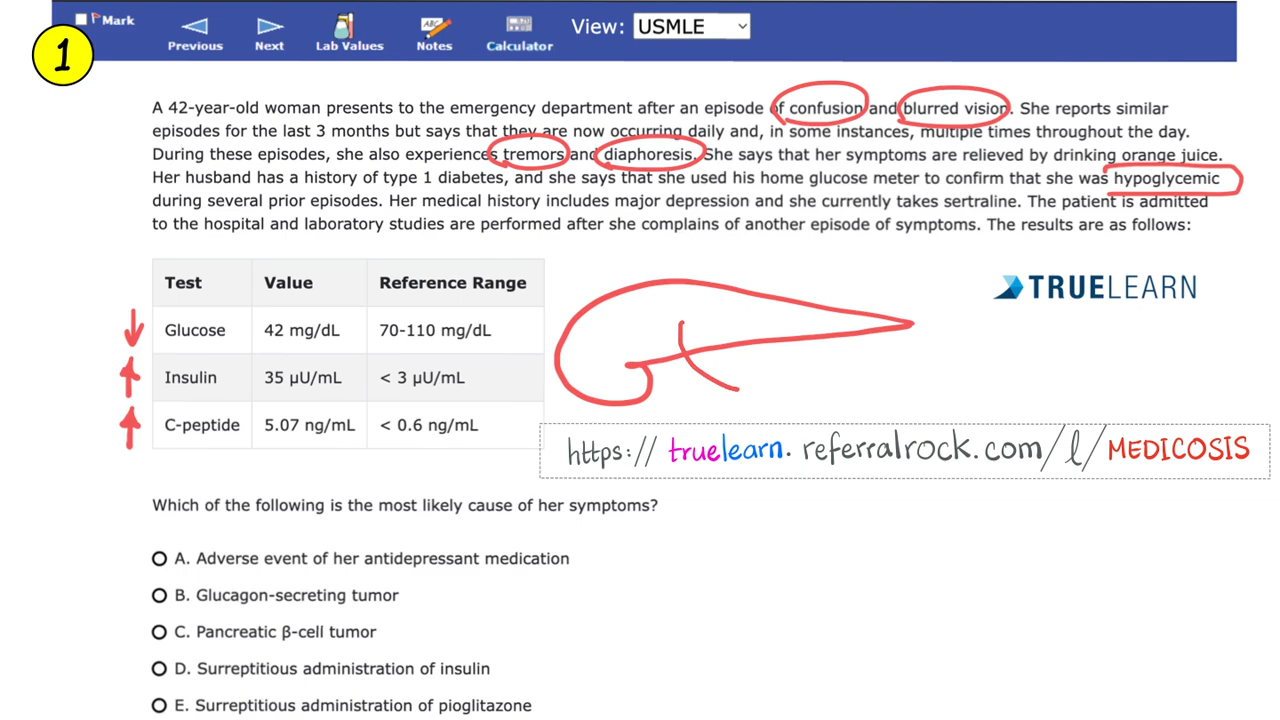 Mark
Previous
Next
Lab Values
ABC
Notes
Calculator
View: USMLE
1
A 42-year-old woman presents to the emergency department after an episode of confusion and blurred vision. She reports similar
episodes for the last 3 months but says that they are now occurring daily and, in some instances, multiple times throughout the day.
During these episodes, she also experiences tremors and diaphoresis. She says that her symptoms are relieved by drinking orange juice.
Her husband has a history of type 1 diabetes, and she says that she used his home glucose meter to confirm that she was hypoglycemic
during several prior episodes. Her medical history includes major depression and she currently takes sertraline. The patient is admitted
to the hospital and laboratory studies are performed after she complains of another episode of symptoms. The results are as follows:
Test Value Reference Range
Glucose 42 mg/dL 70-110 mg/dL
Insulin 35 µU/mL < 3 µU/mL
C-peptide 5.07 ng/mL < 0.6 ng/mL
TRUELEARN
https://truelearn.referralrock.com/l/MEDICOSIS
Which of the following is the most likely cause of her symptoms?
A. Adverse event of her antidepressant medication
B. Glucagon-secreting tumor
C. Pancreatic β-cell tumor
D. Surreptitious administration of insulin
E. Surreptitious administration of pioglitazone